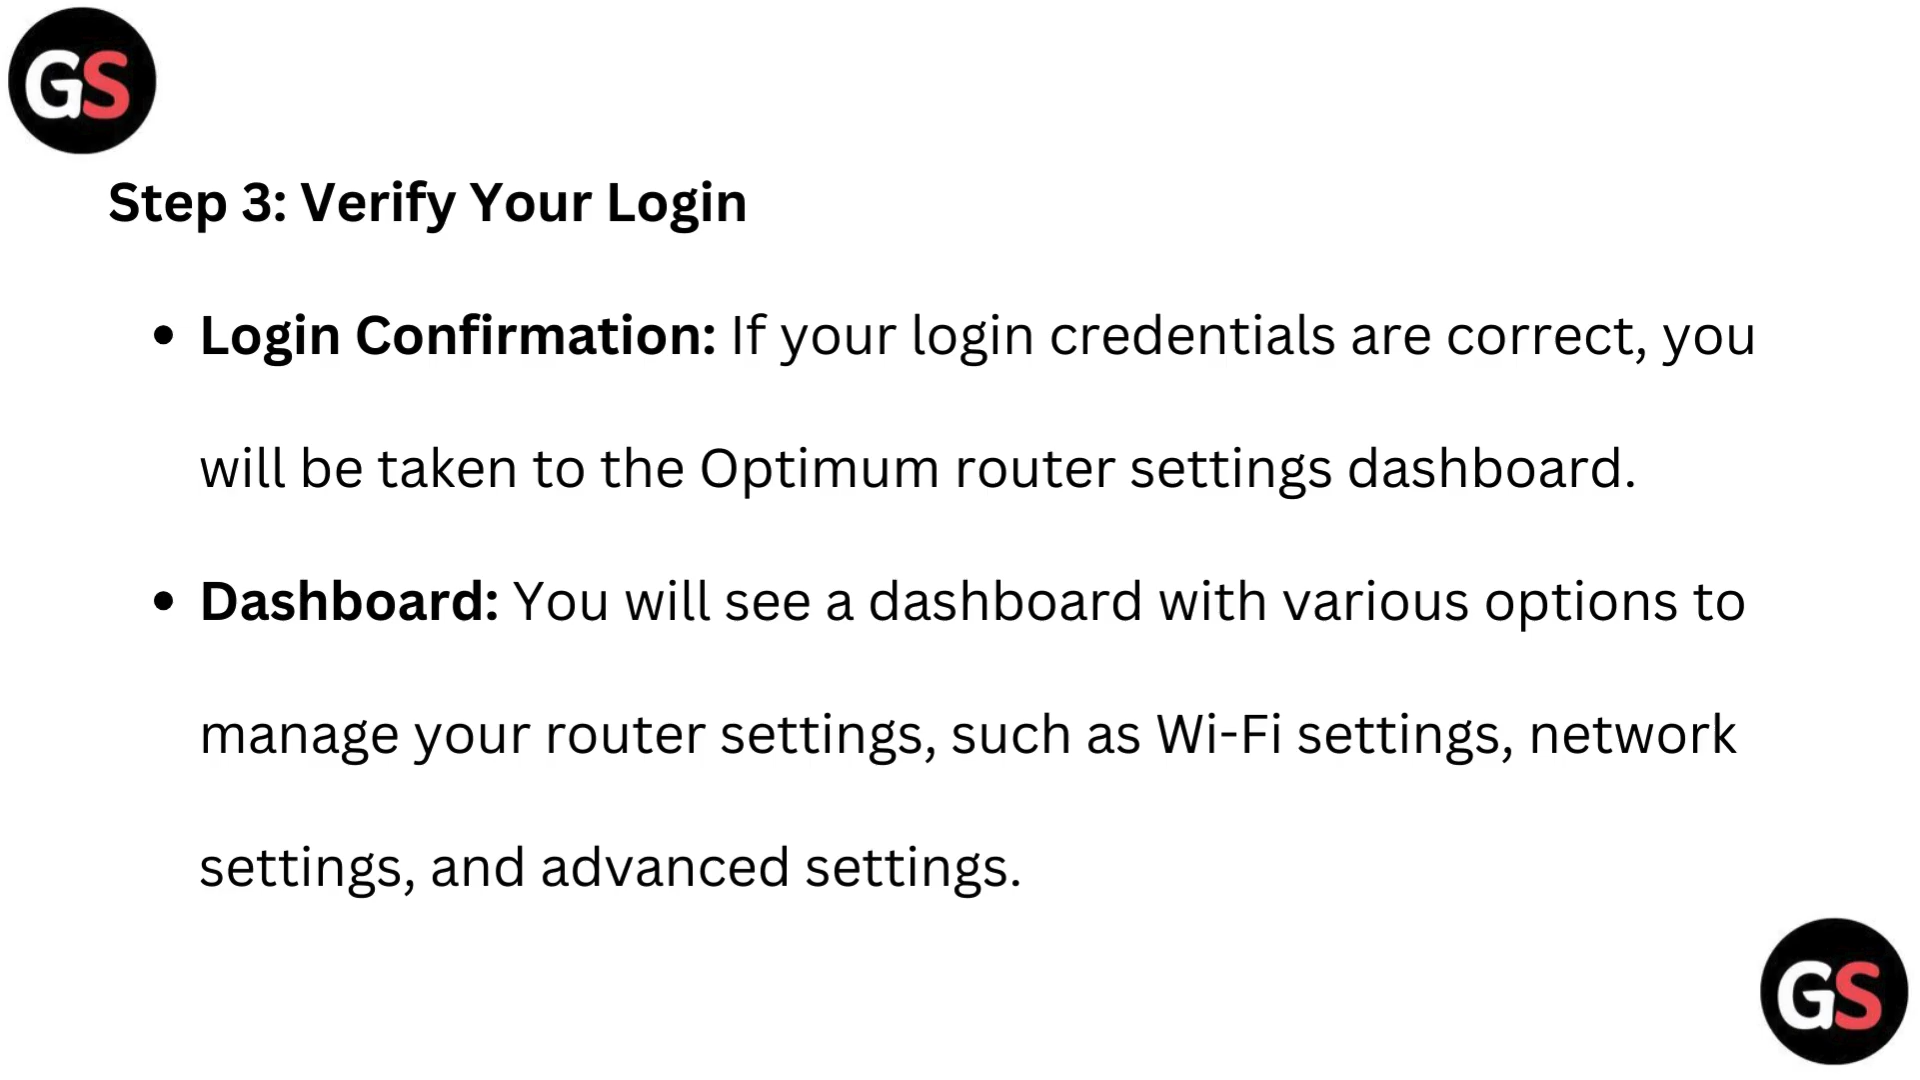 GS
Step 3: Verify Your Login
• Login Confirmation: If your login credentials are correct, you
will be taken to the Optimum router settings dashboard.
• Dashboard: You will see a dashboard with various options to
manage your router settings, such as Wi-Fi settings, network
settings, and advanced settings.
GS